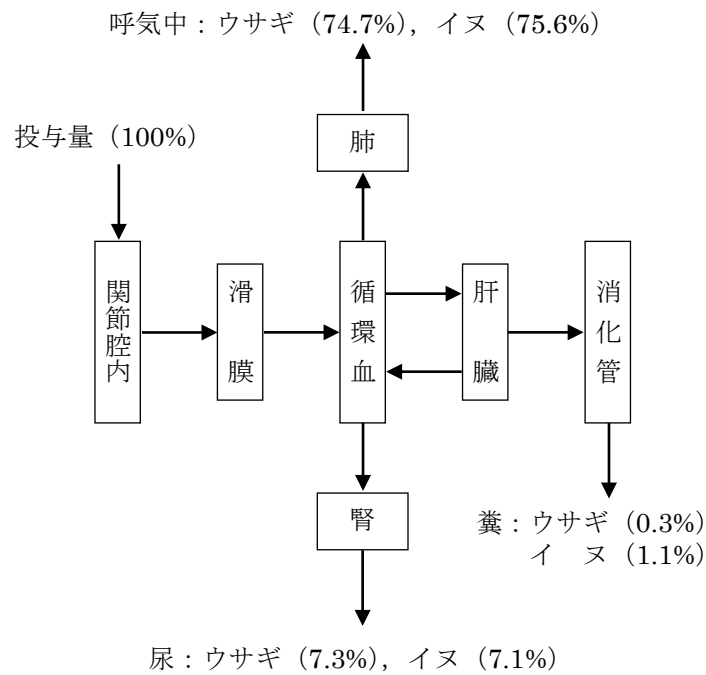 呼気中：ウサギ（74.7%），イヌ（75.6%）
投与量（100%）
肺
関節腔内
滑膜
循環血
肝臓
消化管
腎
糞：ウサギ（0.3%）
イ　ヌ（1.1%）
尿：ウサギ（7.3%），イヌ（7.1%）